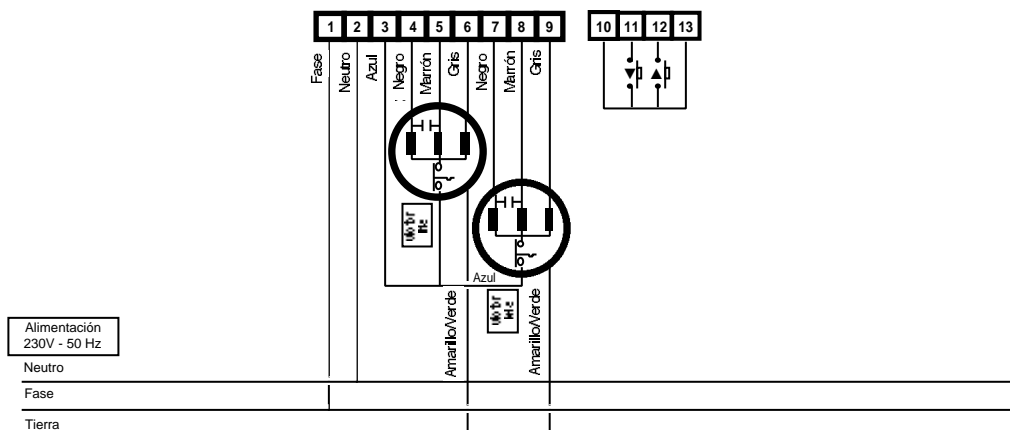 1 2 3 4 5 6 7 8 9
10 11 12 13
Fase
Neutro
Azul
Negro
Marrón
Gris
Negro
Marrón
Gris
Azul
Amarillo/Verde
Amarillo/Verde
Alimentación
230V - 50 Hz
Neutro
Fase
Tierra